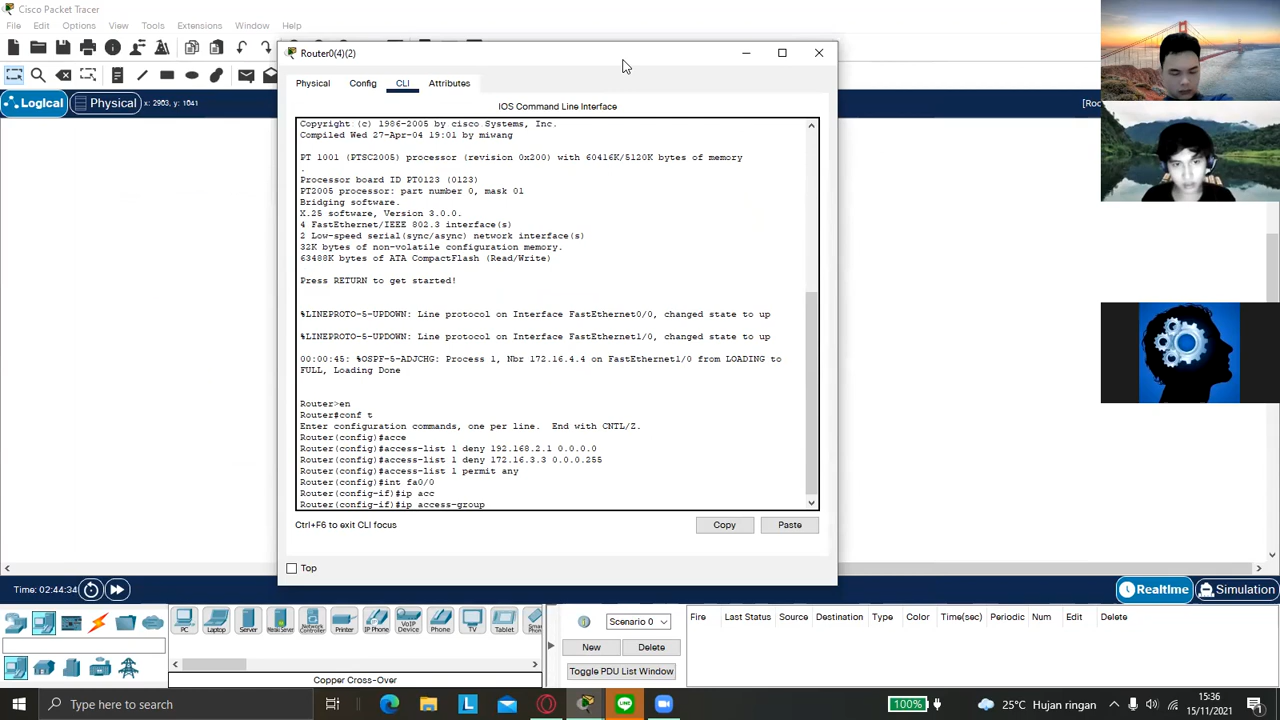 Cisco Packet Tracer
File Edit Options View Tools Extensions Window Help
Logical Physical x: 2903, y: 1041
[Roo
Router0(4)(2)
Physical Config CLI Attributes
IOS Command Line Interface
Copyright (c) 1986-2005 by cisco Systems, Inc.
Compiled Wed 27-Apr-04 19:01 by miwang
PT 1001 (PTSC2005) processor (revision 0x200) with 60416K/5120K bytes of memory
.
Processor board ID PT0123 (0123)
PT2005 processor: part number 0, mask 01
Bridging software.
X.25 software, Version 3.0.0.
4 FastEthernet/IEEE 802.3 interface(s)
2 Low-speed serial(sync/async) network interface(s)
32K bytes of non-volatile configuration memory.
63488K bytes of ATA CompactFlash (Read/Write)
Press RETURN to get started!
%LINEPROTO-5-UPDOWN: Line protocol on Interface FastEthernet0/0, changed state to up
%LINEPROTO-5-UPDOWN: Line protocol on Interface FastEthernet1/0, changed state to up
00:00:45: %OSPF-5-ADJCHG: Process 1, Nbr 172.16.4.4 on FastEthernet1/0 from LOADING to
FULL, Loading Done
Router>en
Router#conf t
Enter configuration commands, one per line.  End with CNTL/Z.
Router(config)#acce
Router(config)#access-list 1 deny 192.168.2.1 0.0.0.0
Router(config)#access-list 1 deny 172.16.3.3 0.0.0.255
Router(config)#access-list 1 permit any
Router(config)#int fa0/0
Router(config-if)#ip acc
Router(config-if)#ip access-group
Ctrl+F6 to exit CLI focus
Copy Paste
Top
Time: 02:44:34
Realtime Simulation
PC Laptop Server Printer IP Phone VoIP Device Phone TV Tablet
Copper Cross-Over
Scenario 0
New Delete
Toggle PDU List Window
Fire Last Status Source Destination Type Color Time(sec) Periodic Num Edit Delete
Type here to search
100%
25°C Hujan ringan
15:36
15/11/2021